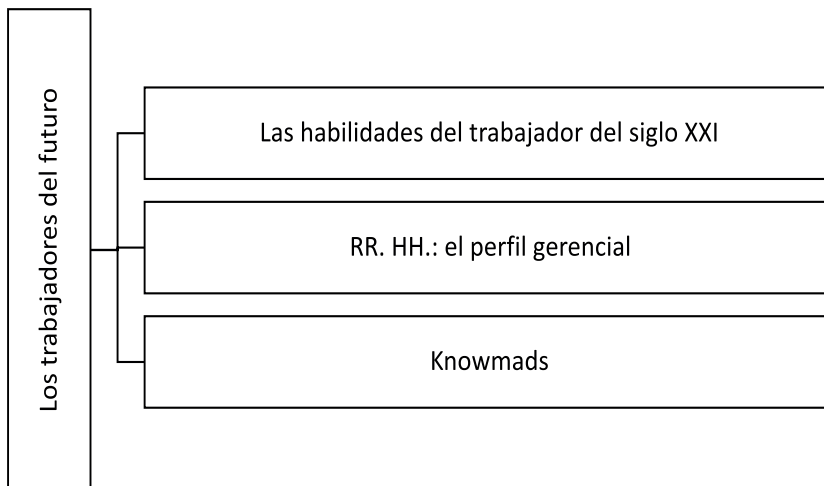 Los trabajadores del futuro
Las habilidades del trabajador del siglo XXI
RR. HH.: el perfil gerencial
Knowmads